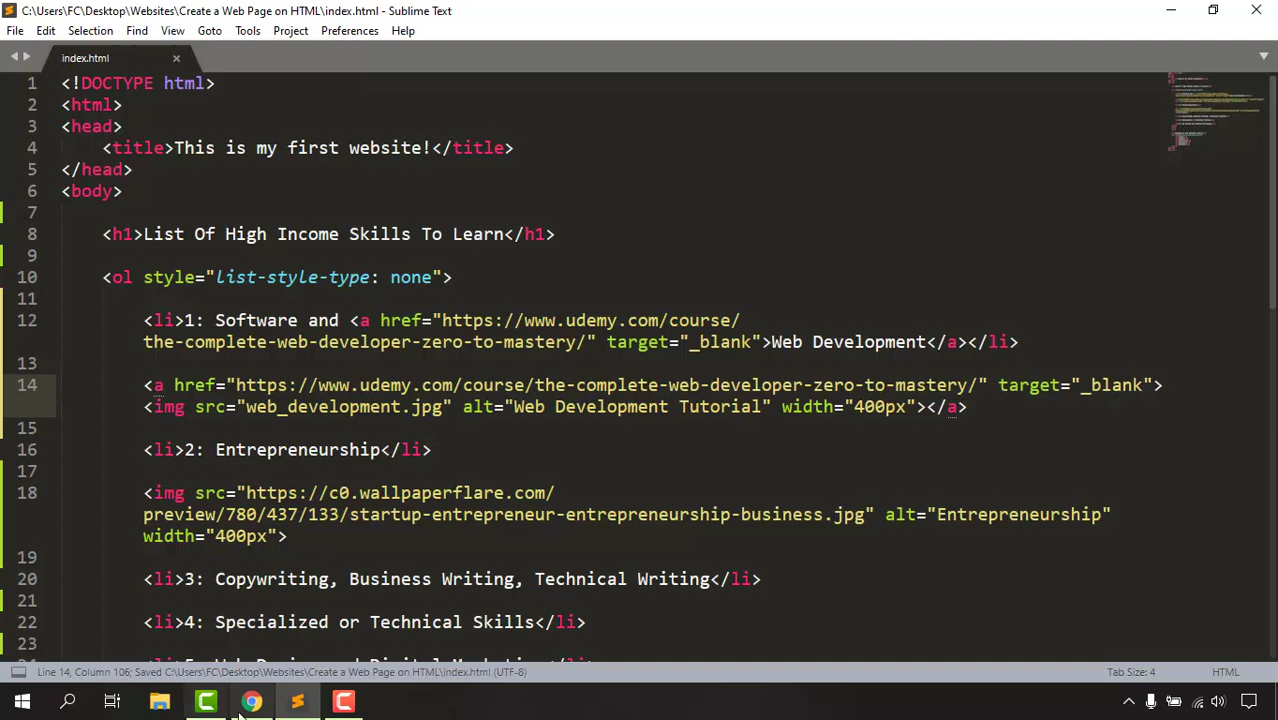 C:\Users\FC\Desktop\Websites\Create a Web Page on HTML\index.html - Sublime Text
File Edit Selection Find View Goto Tools Project Preferences Help
index.html
1 <!DOCTYPE html>
2 <html>
3 <head>
4 <title>This is my first website!</title>
5 </head>
6 <body>
7
8 <h1>List Of High Income Skills To Learn</h1>
9
10 <ol style="list-style-type: none">
11
12 <li>1: Software and <a href="https://www.udemy.com/course/
the-complete-web-developer-zero-to-mastery/" target="_blank">Web Development</a></li>
13
14 <a href="https://www.udemy.com/course/the-complete-web-developer-zero-to-mastery/" target="_blank">
<img src="web_development.jpg" alt="Web Development Tutorial" width="400px"></a>
15
16 <li>2: Entrepreneurship</li>
17
18 <img src="https://c0.wallpaperflare.com/
preview/780/437/133/startup-entrepreneur-entrepreneurship-business.jpg" alt="Entrepreneurship"
width="400px">
19
20 <li>3: Copywriting, Business Writing, Technical Writing</li>
21
22 <li>4: Specialized or Technical Skills</li>
23
Line 14, Column 106; Saved C:\Users\FC\Desktop\Websites\Create a Web Page on HTML\index.html (UTF-8) Tab Size: 4 HTML